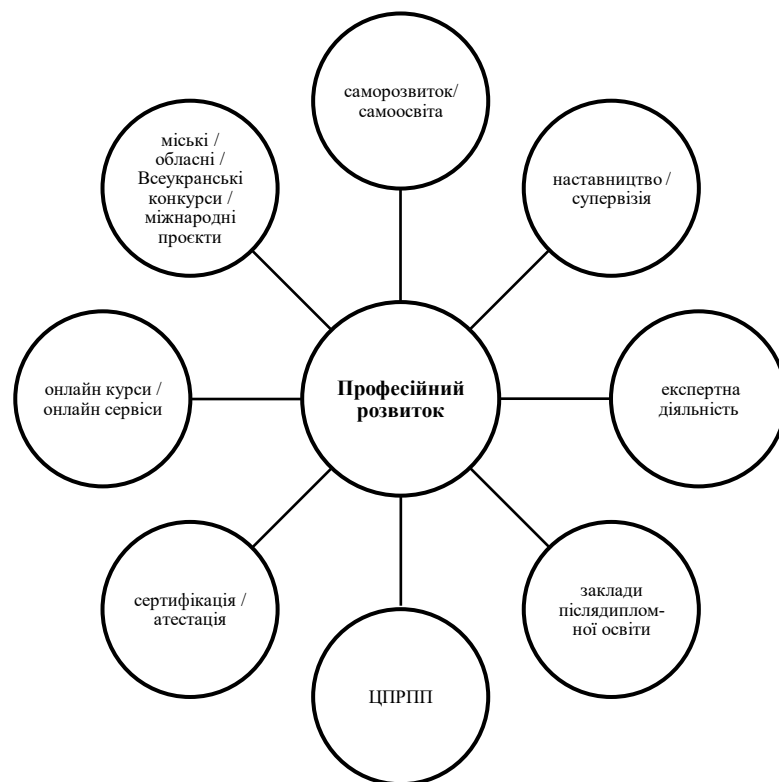 саморозвиток/
самоосвіта
міські /
обласні /
Всеукранські
конкурси /
міжнародні
проєкти
наставництво /
супервізія
онлайн курси /
онлайн сервіси
Професійний
розвиток
експертна
діяльність
сертифікація /
атестація
заклади
післядиплом-
ної освіти
ЦПРПП